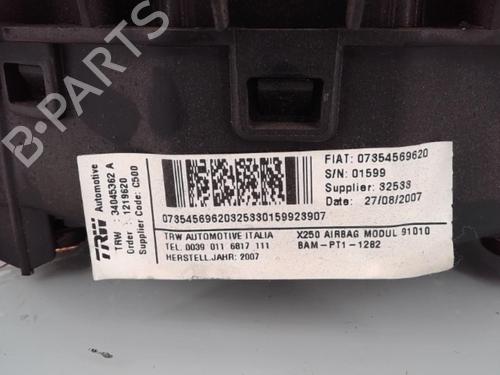 B-PARTS
TRW Automotive
TRW : 34045362 A
Order : 1219620
Supplier Code: C500
FIAT: 07354569620
S/N: 01599
Supplier: 32533
Date: 27/08/2007
07354569620325330159923907
TRW AUTOMOTIVE ITALIA
TEL. 0039 011 6817 111
HERSTELL.JAHR: 2007
X250 AIRBAG MODUL 91010
BAM-PT1-1282